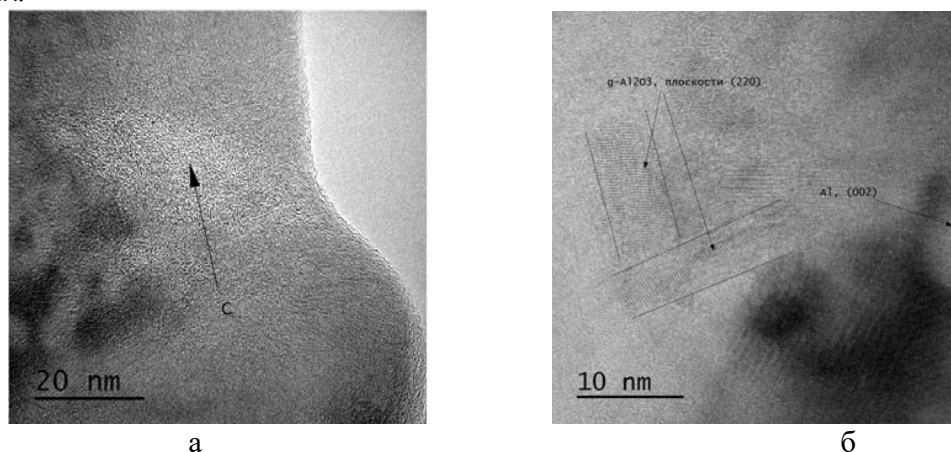 C
20 nm
а
g-Al2O3, плоскости (220)
Al, (002)
10 nm
б